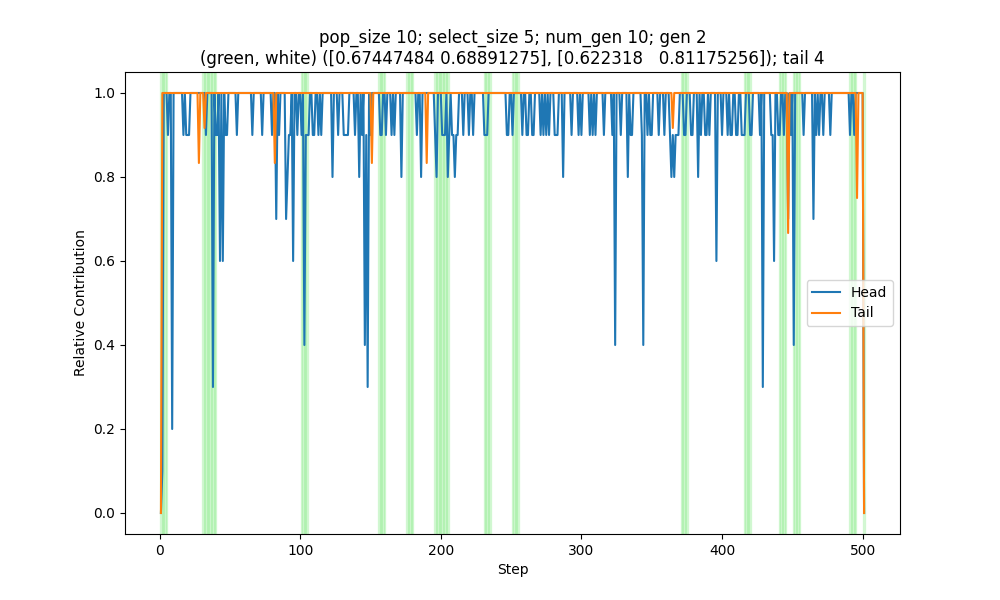 pop_size 10; select_size 5; num_gen 10; gen 2
(green, white) ([0.67447484 0.68891275], [0.622318   0.81175256]); tail 4
1.0
0.8
0.6
0.4
0.2
0.0
Relative Contribution
Head
Tail
0
100
200
300
400
500
Step